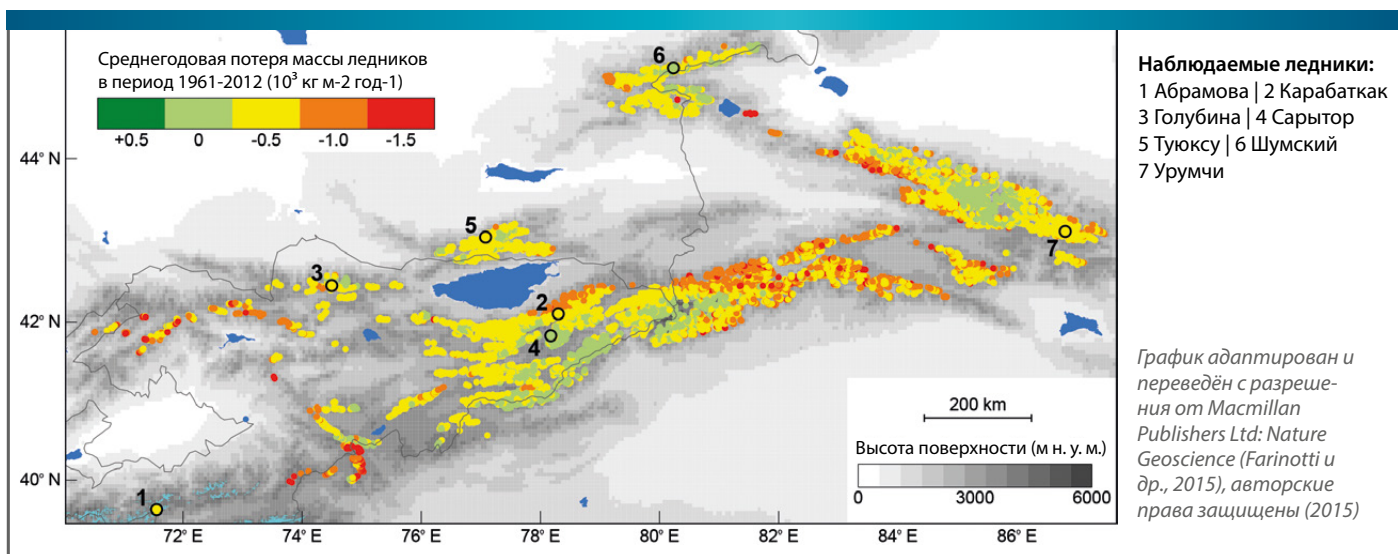 Среднегодовая потеря массы ледников
в период 1961-2012 (10³ кг м-2 год-1)
+0.5 0 -0.5 -1.0 -1.5
44° N
42° N
40° N
72° E 74° E 76° E 78° E 80° E 82° E 84° E 86° E
6
5
7
3
2
4
1
200 km
Высота поверхности (м н. у. м.)
0 3000 6000
Наблюдаемые ледники:
1 Абрамова | 2 Карабаткак
3 Голубина | 4 Сарытор
5 Туюксу | 6 Шумский
7 Урумчи
График адаптирован и
переведён с разреше-
ния от Macmillan
Publishers Ltd: Nature
Geoscience (Farinotti и
др., 2015), авторские
права защищены (2015)